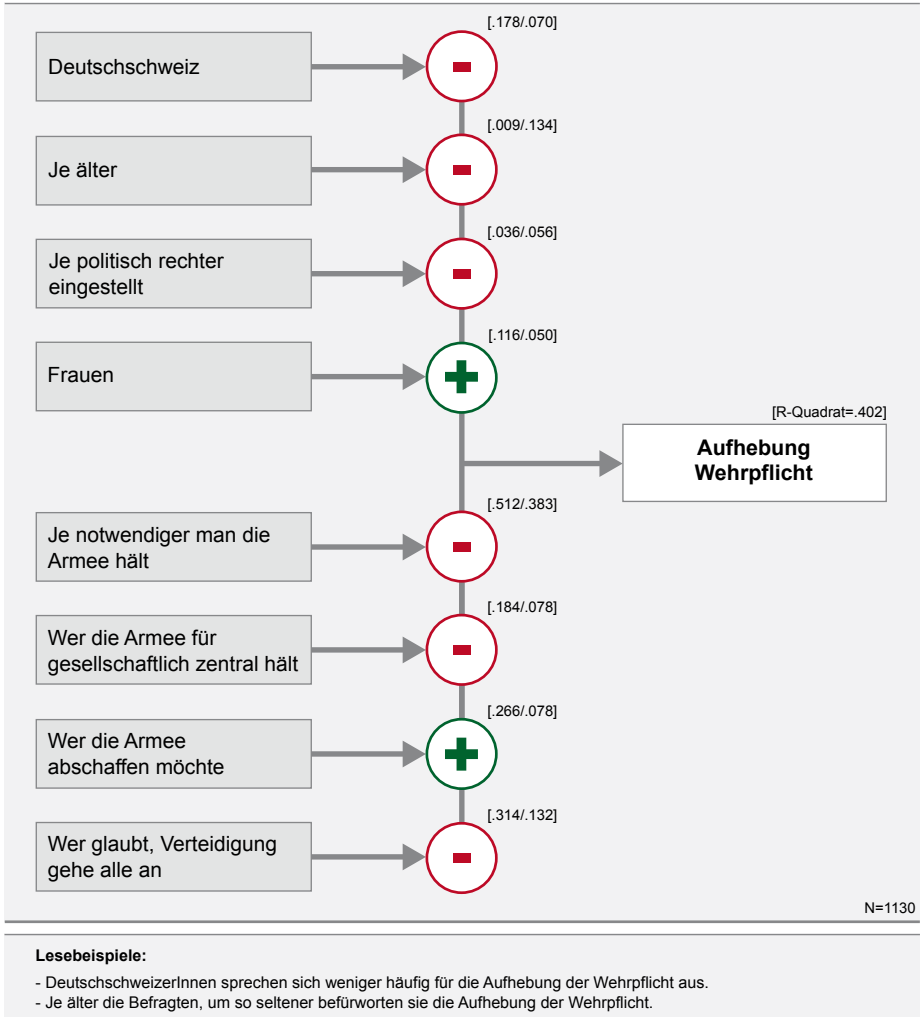 [.178/.070]
Deutschschweiz
[.009/.134]
Je älter
[.036/.056]
Je politisch rechter
eingestellt
[.116/.050]
Frauen
[R-Quadrat=.402]
Aufhebung
Wehrpflicht
[.512/.383]
Je notwendiger man die
Armee hält
[.184/.078]
Wer die Armee für
gesellschaftlich zentral hält
[.266/.078]
Wer die Armee
abschaffen möchte
[.314/.132]
Wer glaubt, Verteidigung
gehe alle an
N=1130
Lesebeispiele:
- DeutschschweizerInnen sprechen sich weniger häufig für die Aufhebung der Wehrpflicht aus.
- Je älter die Befragten, um so seltener befürworten sie die Aufhebung der Wehrpflicht.